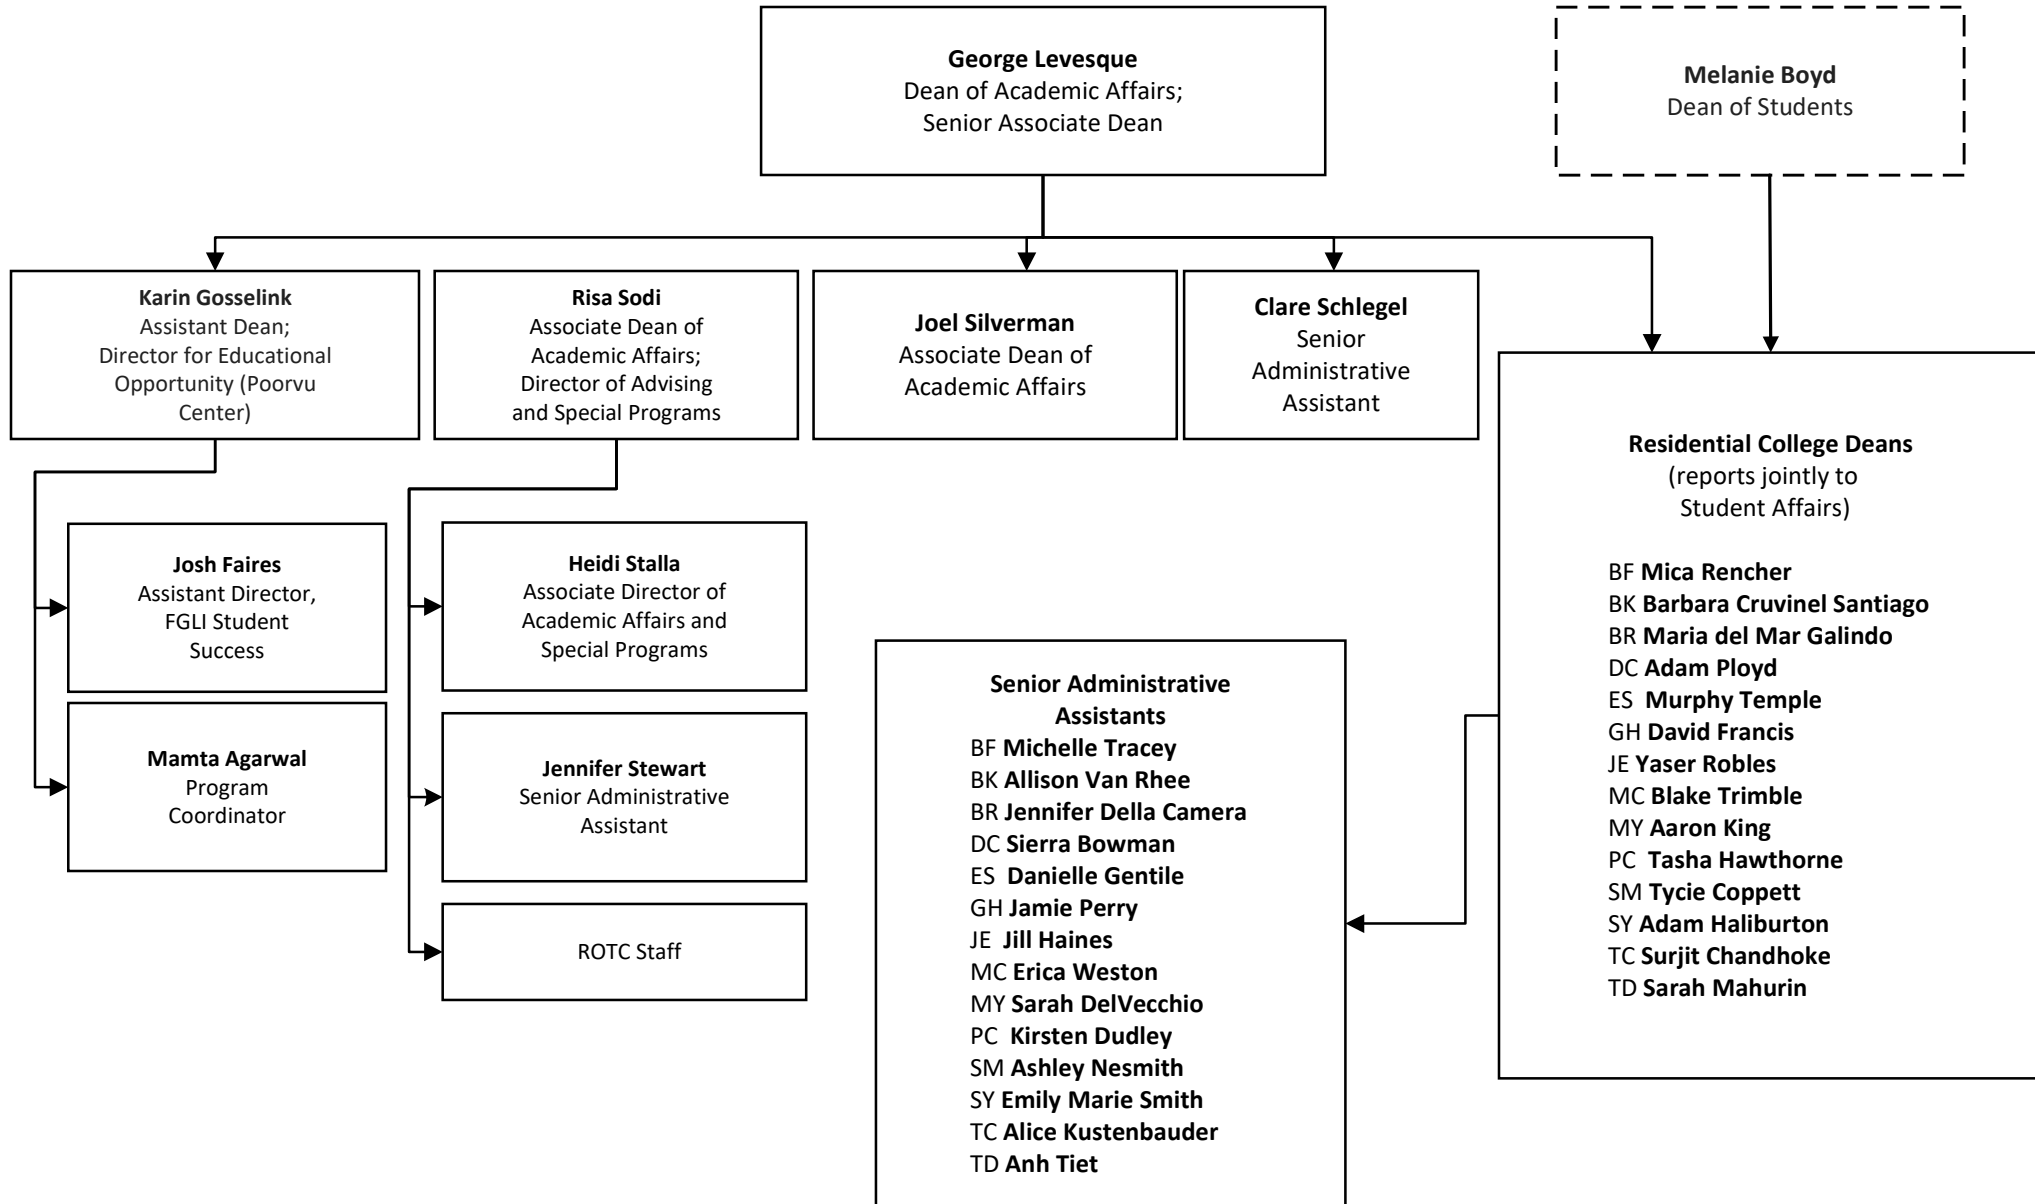 George Levesque
Dean of Academic Affairs;
Senior Associate Dean
Melanie Boyd
Dean of Students
Karin Gosselink
Assistant Dean;
Director for Educational
Opportunity (Poorvu
Center)
Risa Sodi
Associate Dean of
Academic Affairs;
Director of Advising
and Special Programs
Joel Silverman
Associate Dean of
Academic Affairs
Clare Schlegel
Senior
Administrative
Assistant
Residential College Deans
(reports jointly to
Student Affairs)
BF Mica Rencher
BK Barbara Cruvinel Santiago
BR Maria del Mar Galindo
DC Adam Ployd
ES Murphy Temple
GH David Francis
JE Yaser Robles
MC Blake Trimble
MY Aaron King
PC Tasha Hawthorne
SM Tycie Coppett
SY Adam Haliburton
TC Surjit Chandhoke
TD Sarah Mahurin
Josh Faires
Assistant Director,
FGLI Student
Success
Mamta Agarwal
Program
Coordinator
Heidi Stalla
Associate Director of
Academic Affairs and
Special Programs
Jennifer Stewart
Senior Administrative
Assistant
ROTC Staff
Senior Administrative
Assistants
BF Michelle Tracey
BK Allison Van Rhee
BR Jennifer Della Camera
DC Sierra Bowman
ES Danielle Gentile
GH Jamie Perry
JE Jill Haines
MC Erica Weston
MY Sarah DelVecchio
PC Kirsten Dudley
SM Ashley Nesmith
SY Emily Marie Smith
TC Alice Kustenbauder
TD Anh Tiet